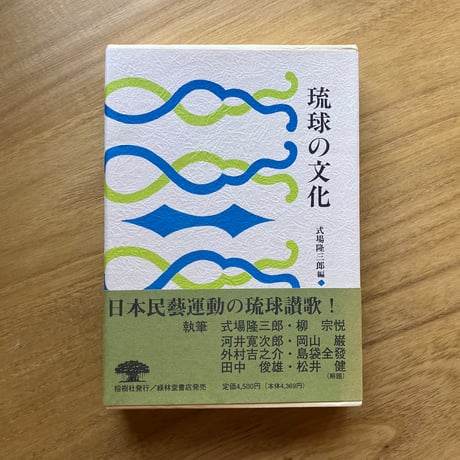 琉球の文化
式場隆三郎編
日本民藝運動の琉球讃歌！
執筆 式場隆三郎・柳 宗悦
河井寛次郎・岡山 巌
外村吉之介・島袋全發
田中 俊雄・松井 健
(解題)
榕樹社発行／緑林堂書店発売 定価4,500円〔本体4,369円〕